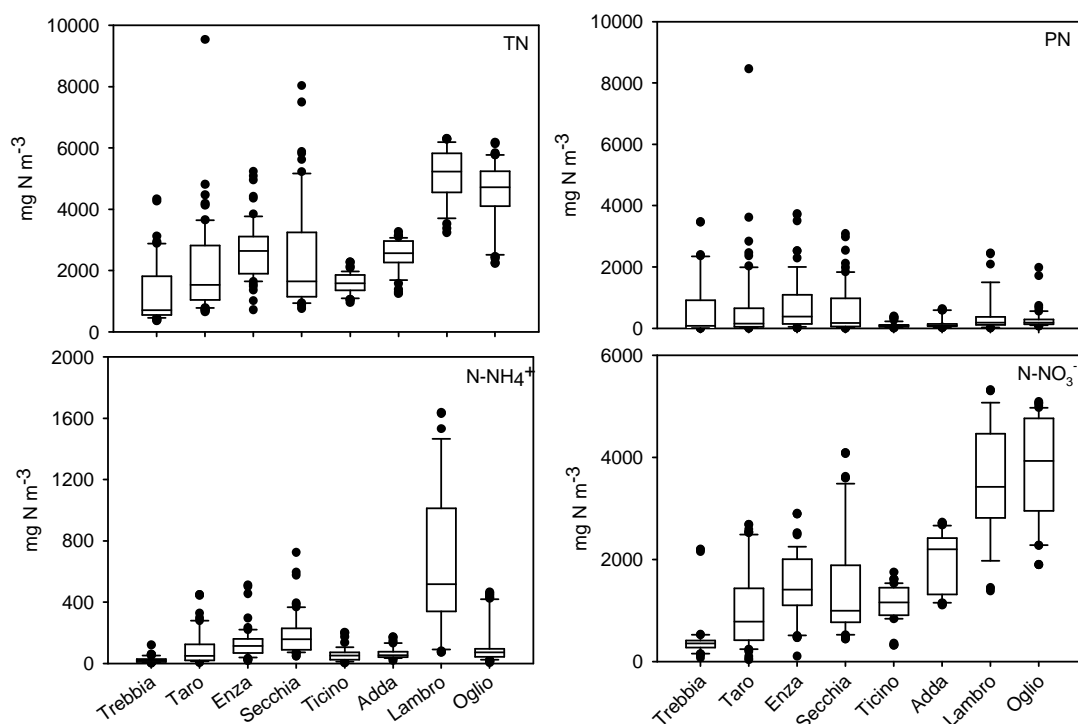 TN
10000
8000
6000
4000
2000
0
mg N m-3
PN
10000
8000
6000
4000
2000
0
mg N m-3
N-NH4+
2000
1600
1200
800
400
0
mg N m-3
Trebbia
Taro
Enza
Secchia
Ticino
Adda
Lambro
Oglio
N-NO3-
6000
4000
2000
0
mg N m-3
Trebbia
Taro
Enza
Secchia
Ticino
Adda
Lambro
Oglio